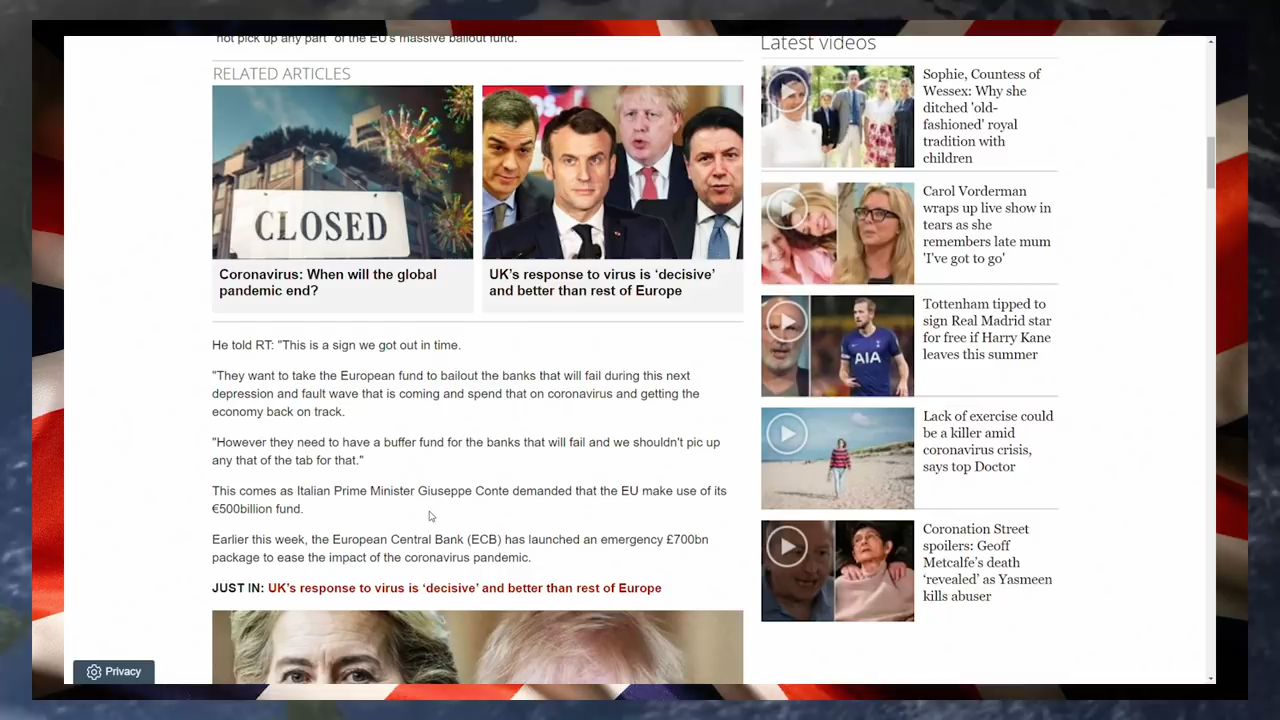 "not pick up any part" of the EU's massive bailout fund.
RELATED ARTICLES
CLOSED
Coronavirus: When will the global
pandemic end?
UK's response to virus is 'decisive'
and better than rest of Europe
He told RT: "This is a sign we got out in time.
"They want to take the European fund to bailout the banks that will fail during this next
depression and fault wave that is coming and spend that on coronavirus and getting the
economy back on track.
"However they need to have a buffer fund for the banks that will fail and we shouldn't pic up
any that of the tab for that."
This comes as Italian Prime Minister Giuseppe Conte demanded that the EU make use of its
€500billion fund.
Earlier this week, the European Central Bank (ECB) has launched an emergency £700bn
package to ease the impact of the coronavirus pandemic.
JUST IN: UK's response to virus is 'decisive' and better than rest of Europe
Privacy
Latest videos
Sophie, Countess of
Wessex: Why she
ditched 'old-
fashioned' royal
tradition with
children
Carol Vorderman
wraps up live show in
tears as she
remembers late mum
'I've got to go'
Tottenham tipped to
sign Real Madrid star
for free if Harry Kane
leaves this summer
AIA
Lack of exercise could
be a killer amid
coronavirus crisis,
says top Doctor
Coronation Street
spoilers: Geoff
Metcalfe's death
'revealed' as Yasmeen
kills abuser